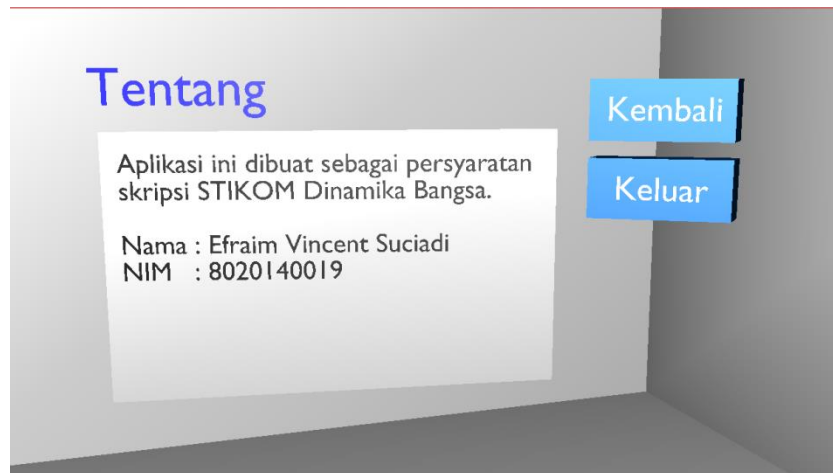 Tentang
Aplikasi ini dibuat sebagai persyaratan
skripsi STIKOM Dinamika Bangsa.
Nama : Efraim Vincent Suciadi
NIM : 8020140019
Kembali
Keluar